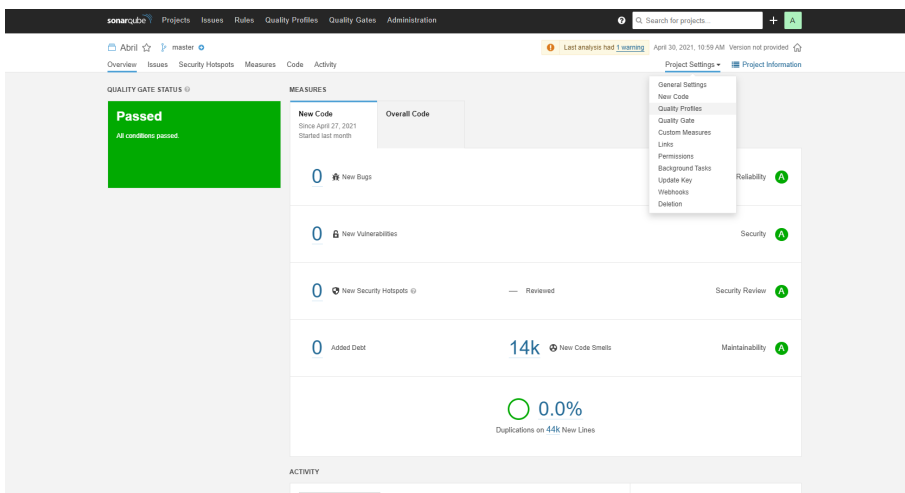 sonarqube Projects Issues Rules Quality Profiles Quality Gates Administration ? Search for projects... + A
Abril master Last analysis had 1 warning April 30, 2021, 10:59 AM Version not provided
Overview Issues Security Hotspots Measures Code Activity Project Settings Project Information
General Settings
New Code
Quality Profiles
Quality Gate
Custom Measures
Links
Permissions
Background Tasks
Update Key
Webhooks
Deletion
QUALITY GATE STATUS ?
Passed
All conditions passed.
MEASURES
New Code
Since April 27, 2021
Started last month
Overall Code
0 New Bugs Reliability A
0 New Vulnerabilities Security A
0 New Security Hotspots ? — Reviewed Security Review A
0 Added Debt 14k New Code Smells Maintainability A
0.0%
Duplications on 44k New Lines
ACTIVITY